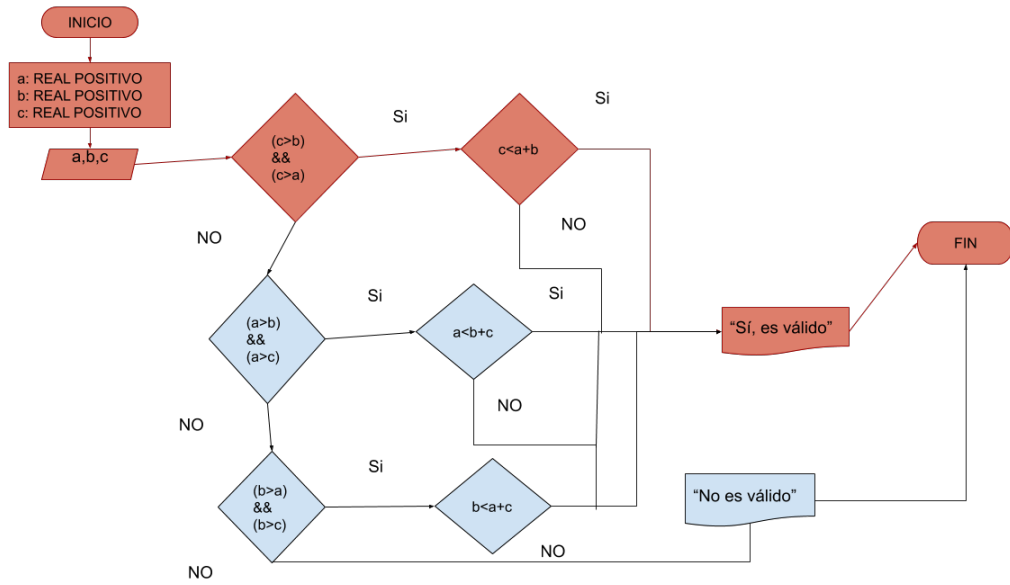 INICIO
a: REAL POSITIVO
b: REAL POSITIVO
c: REAL POSITIVO
a,b,c
(c>b)
&&
(c>a)
Si
c<a+b
Si
NO
NO
FIN
(a>b)
&&
(a>c)
Si
a<b+c
Si
"Sí, es válido"
NO
NO
(b>a)
&&
(b>c)
Si
b<a+c
"No es válido"
NO
NO